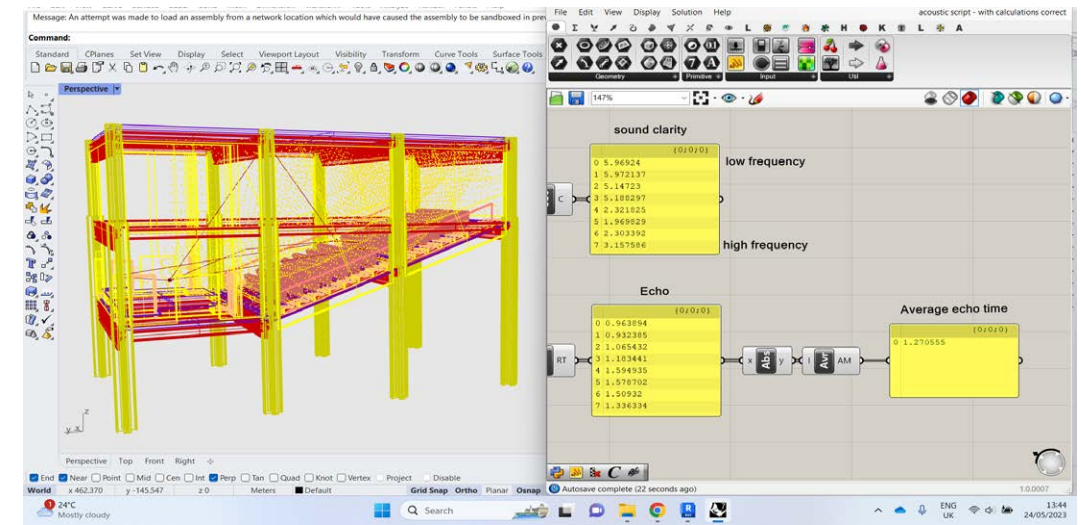 Message: An attempt was made to load an assembly from a network location which would have caused the assembly to be sandboxed in prev
Command:
Standard CPlanes Set View Display Select Viewport Layout Visibility Transform Curve Tools Surface Tools
Perspective
z
y x
Perspective Top Front Right
End Near Point Mid Cen Int Perp Tan Quad Knot Vertex Project Disable
World x 462.370 y -145.547 z 0 Meters Default Grid Snap Ortho Planar Osnap
File Edit View Display Solution Help acoustic script - with calculations correct
Geometry Primitive Input Util
147%
sound clarity
{0;0;0}
0 5.96924
1 5.972137
2 5.14723
3 5.188297
4 2.321825
5 1.969829
6 2.303392
7 3.157586
low frequency
high frequency
C
Echo
{0;0;0}
0 0.963894
1 0.932385
2 1.065432
3 1.183441
4 1.594935
5 1.578702
6 1.50932
7 1.336334
RT
x Abs y
I Avr AM
Average echo time
{0;0;0}
0 1.270555
Autosave complete (22 seconds ago) 1.0.0007
24°C
Mostly cloudy
Search
ENG
UK
13:44
24/05/2023